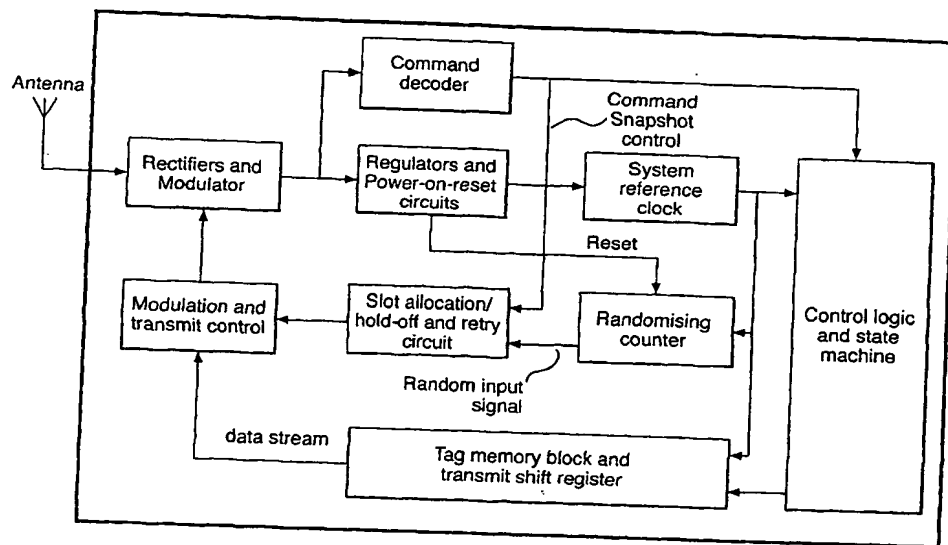 Antenna
Command
decoder
Command
Snapshot
control
Rectifiers and
Modulator
Regulators and
Power-on-reset
circuits
System
reference
clock
Reset
Modulation and
transmit control
Slot allocation/
hold-off and retry
circuit
Randomising
counter
Control logic
and state
machine
Random input
signal
data stream
Tag memory block and
transmit shift register